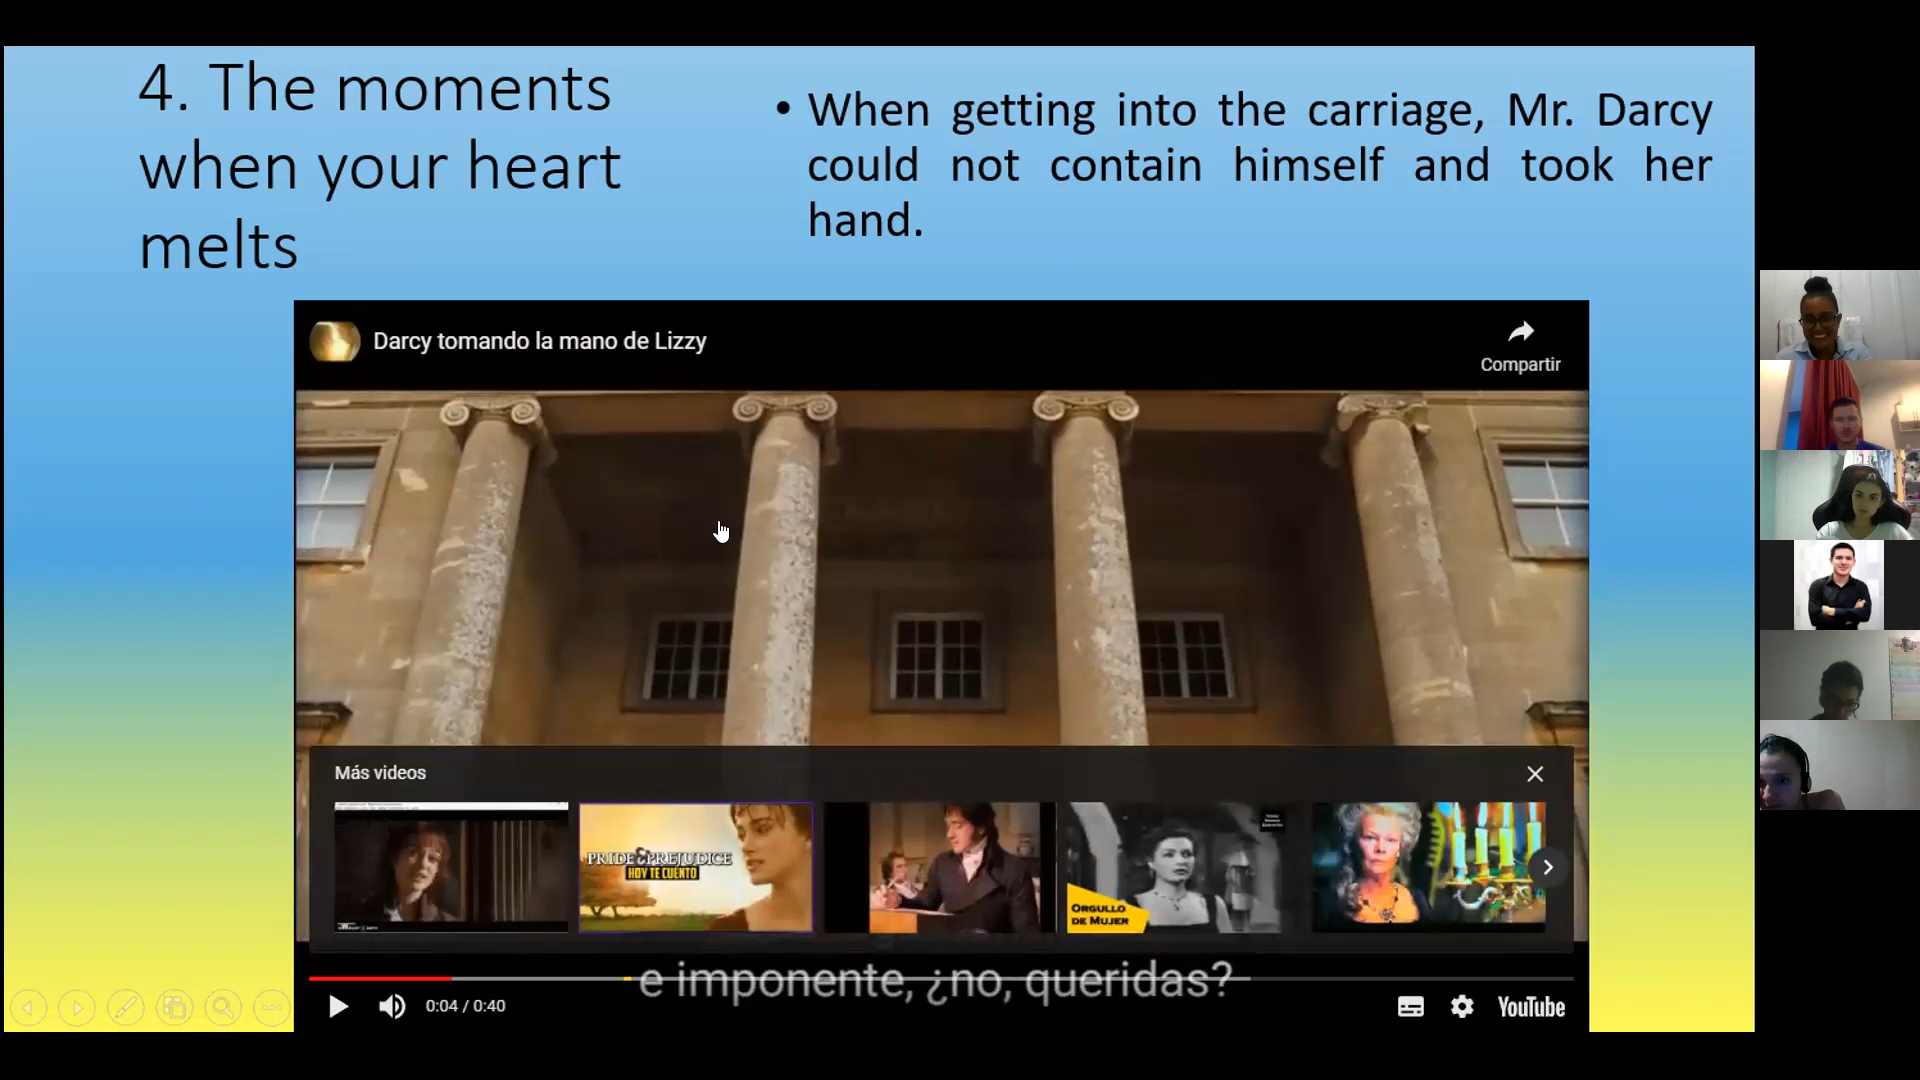 4. The moments
when your heart
melts
• When getting into the carriage, Mr. Darcy
could not contain himself and took her
hand.
Darcy tomando la mano de Lizzy
Compartir
Más videos
PRIDE & PREJUDICE
HOY TE CUENTO
ORGULLO
DE MUJER
e imponente, ¿no, queridas?
0:04 / 0:40
YouTube